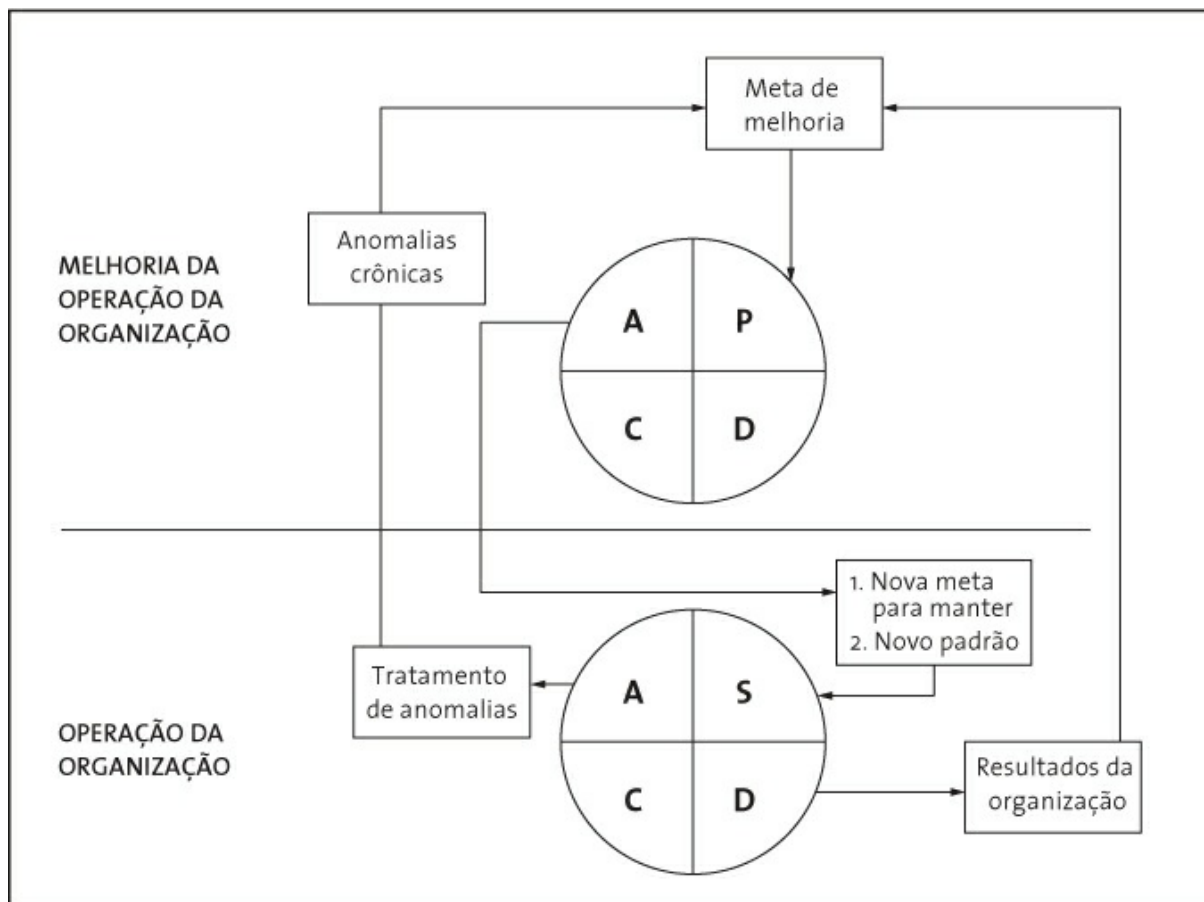 Meta de
melhoria
Anomalias
crônicas
MELHORIA DA
OPERAÇÃO DA
ORGANIZAÇÃO
A
P
C
D
1. Nova meta
para manter
2. Novo padrão
Tratamento
de anomalias
A
S
C
D
OPERAÇÃO DA
ORGANIZAÇÃO
Resultados da
organização